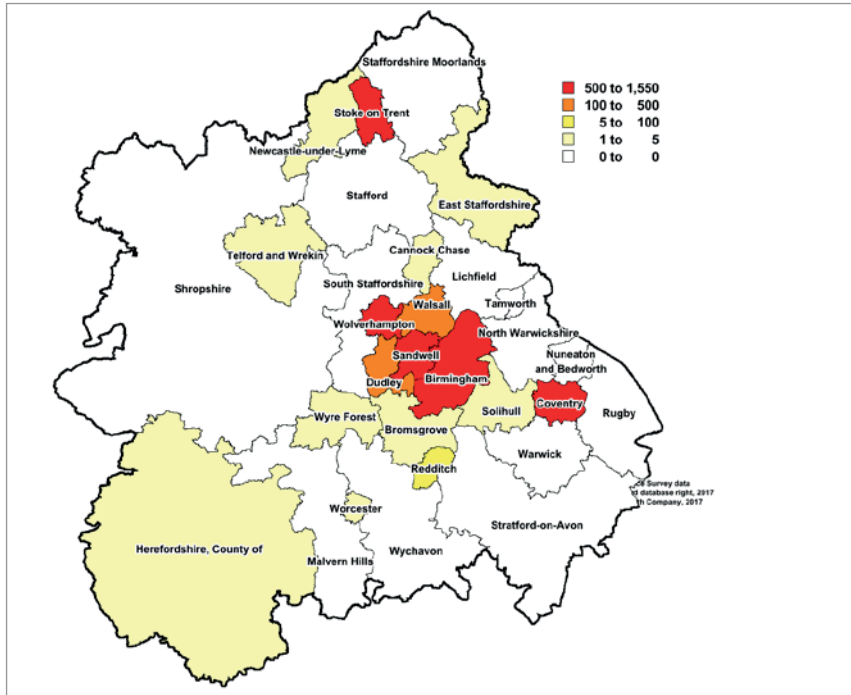 Staffordshire Moorlands
500 to 1,550
100 to 500
5 to 100
1 to 5
0 to 0
Stoke on Trent
Newcastle-under-Lyme
Stafford
East Staffordshire
Cannock Chase
Telford and Wrekin
Lichfield
South Staffordshire
Shropshire
Tamworth
Walsall
Wolverhampton
North Warwickshire
Sandwell
Nuneaton
and Bedworth
Birmingham
Dudley
Coventry
Solihull
Rugby
Wyre Forest
Bromsgrove
Warwick
Redditch
Survey data
database right, 2017
Company, 2017
Worcester
Stratford-on-Avon
Herefordshire, County of
Wychavon
Malvern Hills